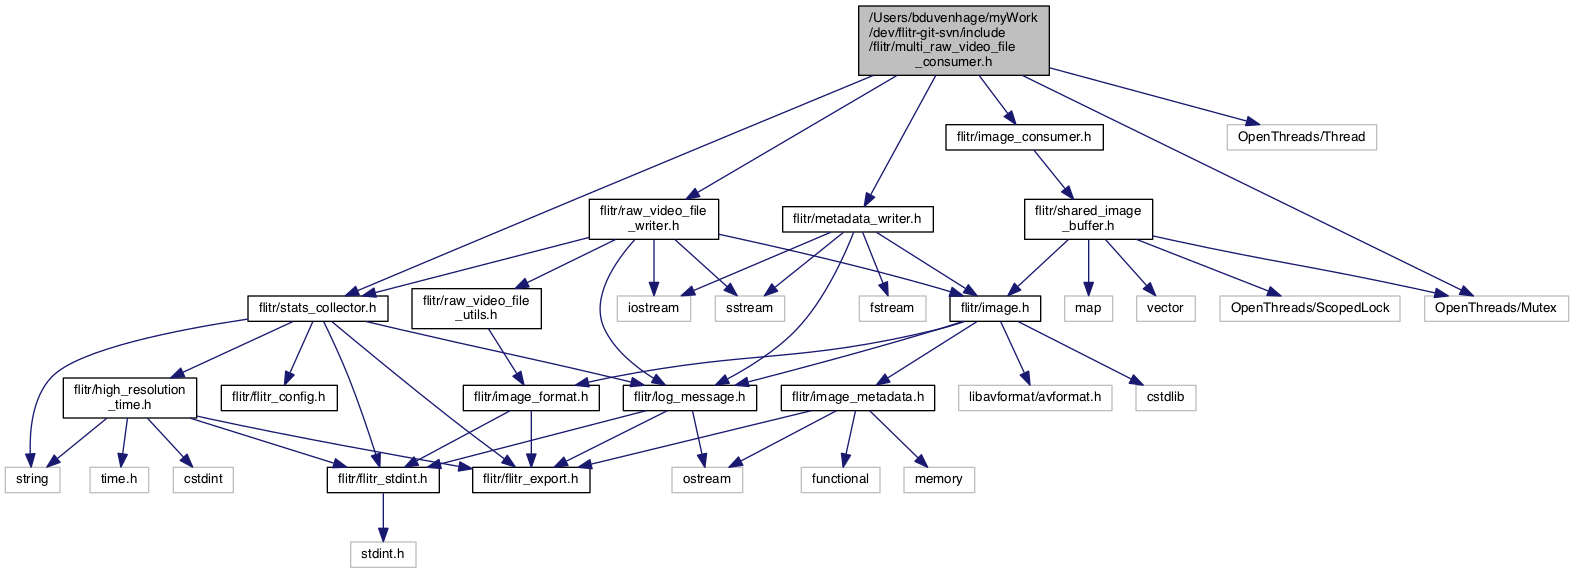 /Users/bduvenhage/myWork
/dev/flitr-git-svn/include
/flitr/multi_raw_video_file
_consumer.h
flitr/image_consumer.h
OpenThreads/Thread
flitr/raw_video_file
_writer.h
flitr/metadata_writer.h
flitr/shared_image
_buffer.h
flitr/stats_collector.h
flitr/raw_video_file
_utils.h
iostream
sstream
fstream
flitr/image.h
map
vector
OpenThreads/ScopedLock
OpenThreads/Mutex
flitr/high_resolution
_time.h
flitr/flitr_config.h
flitr/image_format.h
flitr/log_message.h
flitr/image_metadata.h
libavformat/avformat.h
cstdlib
string
time.h
cstdint
flitr/flitr_stdint.h
flitr/flitr_export.h
ostream
functional
memory
stdint.h